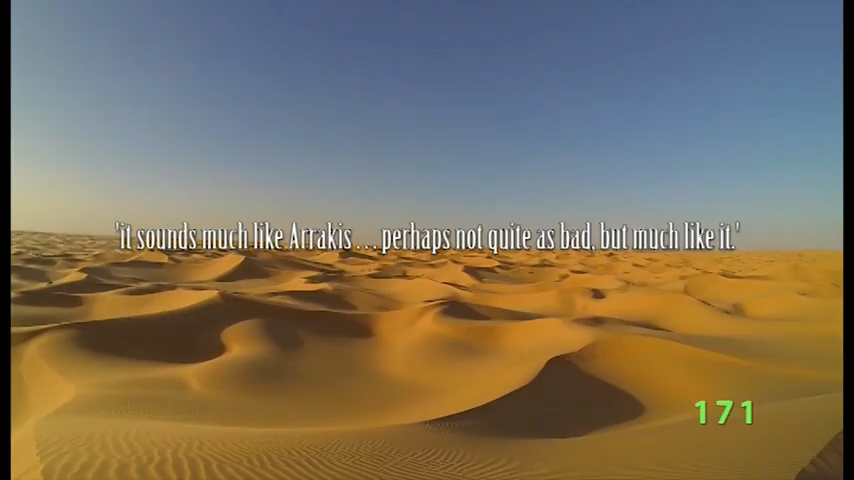 'it sounds much like Arrakis . . . perhaps not quite as bad, but much like it.'
171